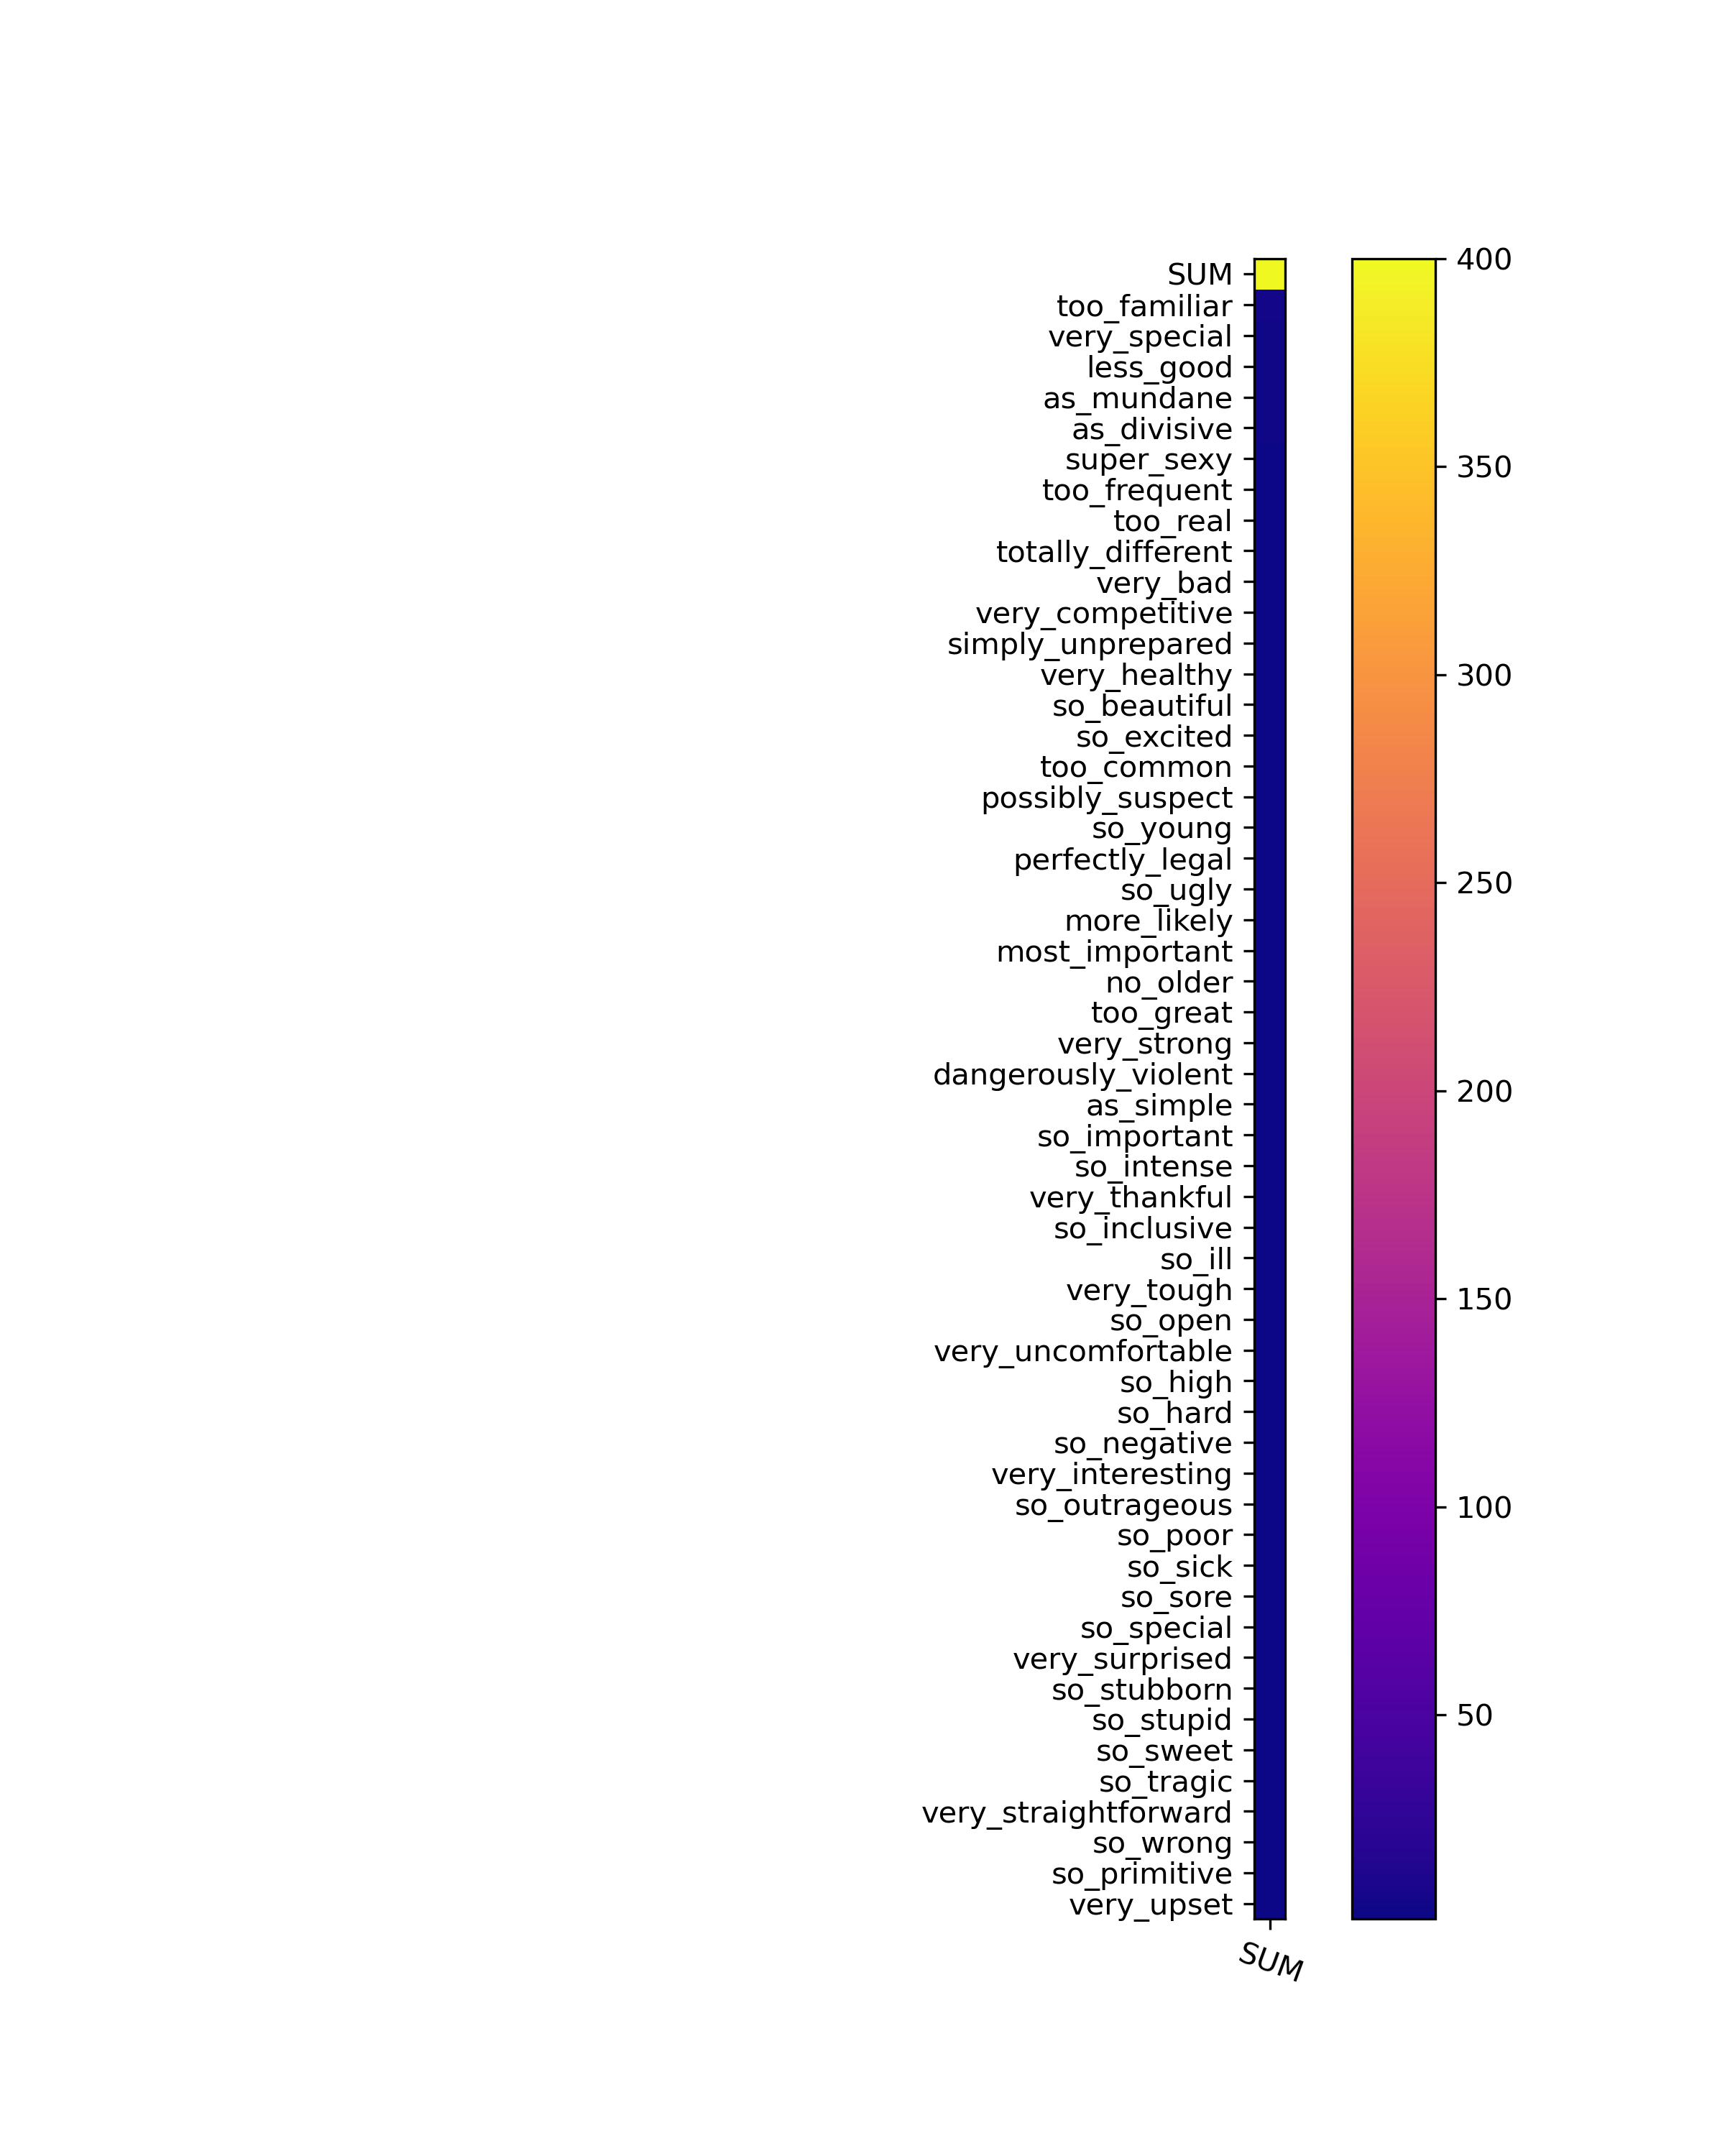 SUM
too_familiar
very_special
less_good
as_mundane
as_divisive
super_sexy
too_frequent
too_real
totally_different
very_bad
very_competitive
simply_unprepared
very_healthy
so_beautiful
so_excited
too_common
possibly_suspect
so_young
perfectly_legal
so_ugly
more_likely
most_important
no_older
too_great
very_strong
dangerously_violent
as_simple
so_important
so_intense
very_thankful
so_inclusive
so_ill
very_tough
so_open
very_uncomfortable
so_high
so_hard
so_negative
very_interesting
so_outrageous
so_poor
so_sick
so_sore
so_special
very_surprised
so_stubborn
so_stupid
so_sweet
so_tragic
very_straightforward
so_wrong
so_primitive
very_upset
SUM
400
350
300
250
200
150
100
50